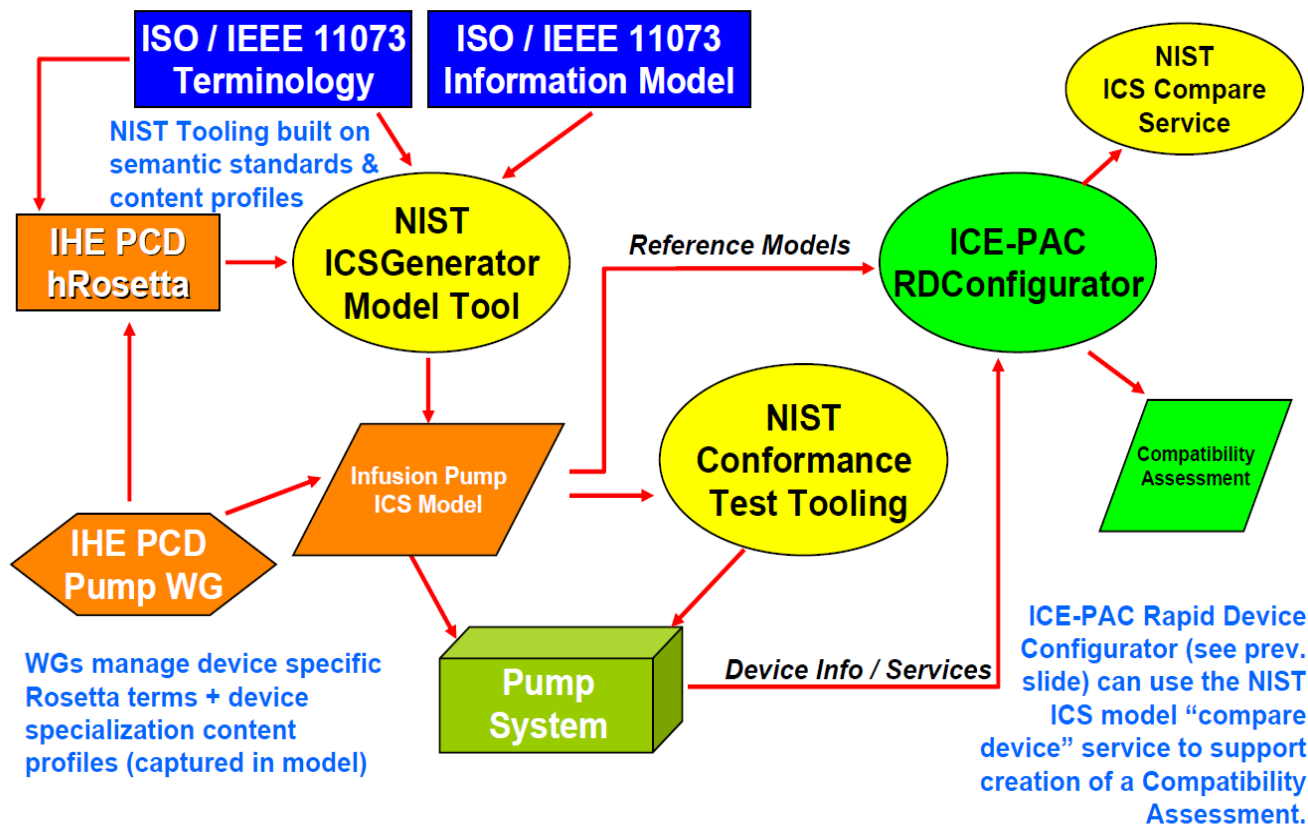 ISO / IEEE 11073
Terminology
ISO / IEEE 11073
Information Model
NIST
ICS Compare
Service
NIST Tooling built on
semantic standards &
content profiles
IHE PCD
hRosetta
NIST
ICSGenerator
Model Tool
Reference Models
ICE-PAC
RDConfigurator
Infusion Pump
ICS Model
NIST
Conformance
Test Tooling
Compatibility
Assessment
IHE PCD
Pump WG
WGs manage device specific
Rosetta terms + device
specialization content
profiles (captured in model)
Pump
System
Device Info / Services
ICE-PAC Rapid Device
Configurator (see prev.
slide) can use the NIST
ICS model “compare
device” service to support
creation of a Compatibility
Assessment.